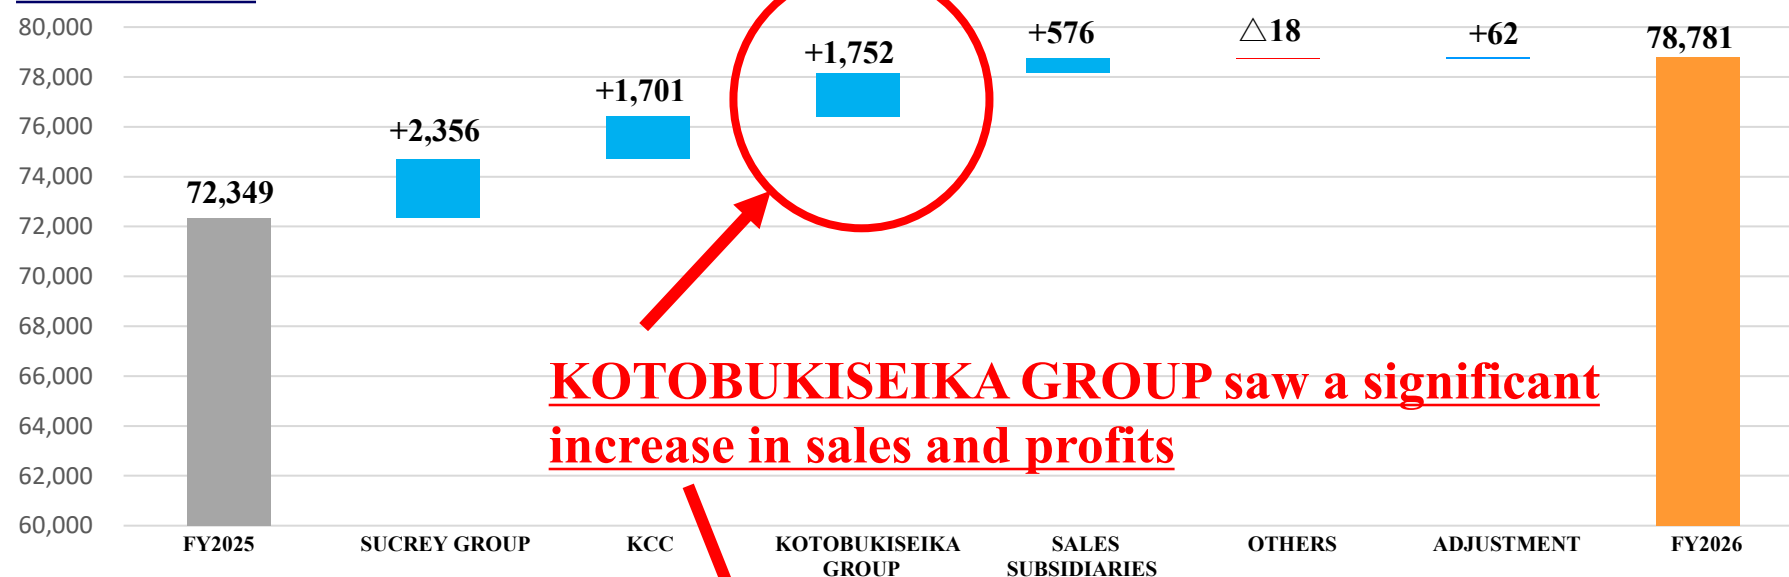 80,000
78,000
76,000
74,000
72,000
70,000
68,000
66,000
64,000
62,000
60,000
72,349
+2,356
+1,701
+1,752
+576
△18
+62
78,781
KOTOBUKISEIKA GROUP saw a significant
increase in sales and profits
FY2025
SUCREY GROUP
KCC
KOTOBUKISEIKA
GROUP
SALES
SUBSIDIARIES
OTHERS
ADJUSTMENT
FY2026